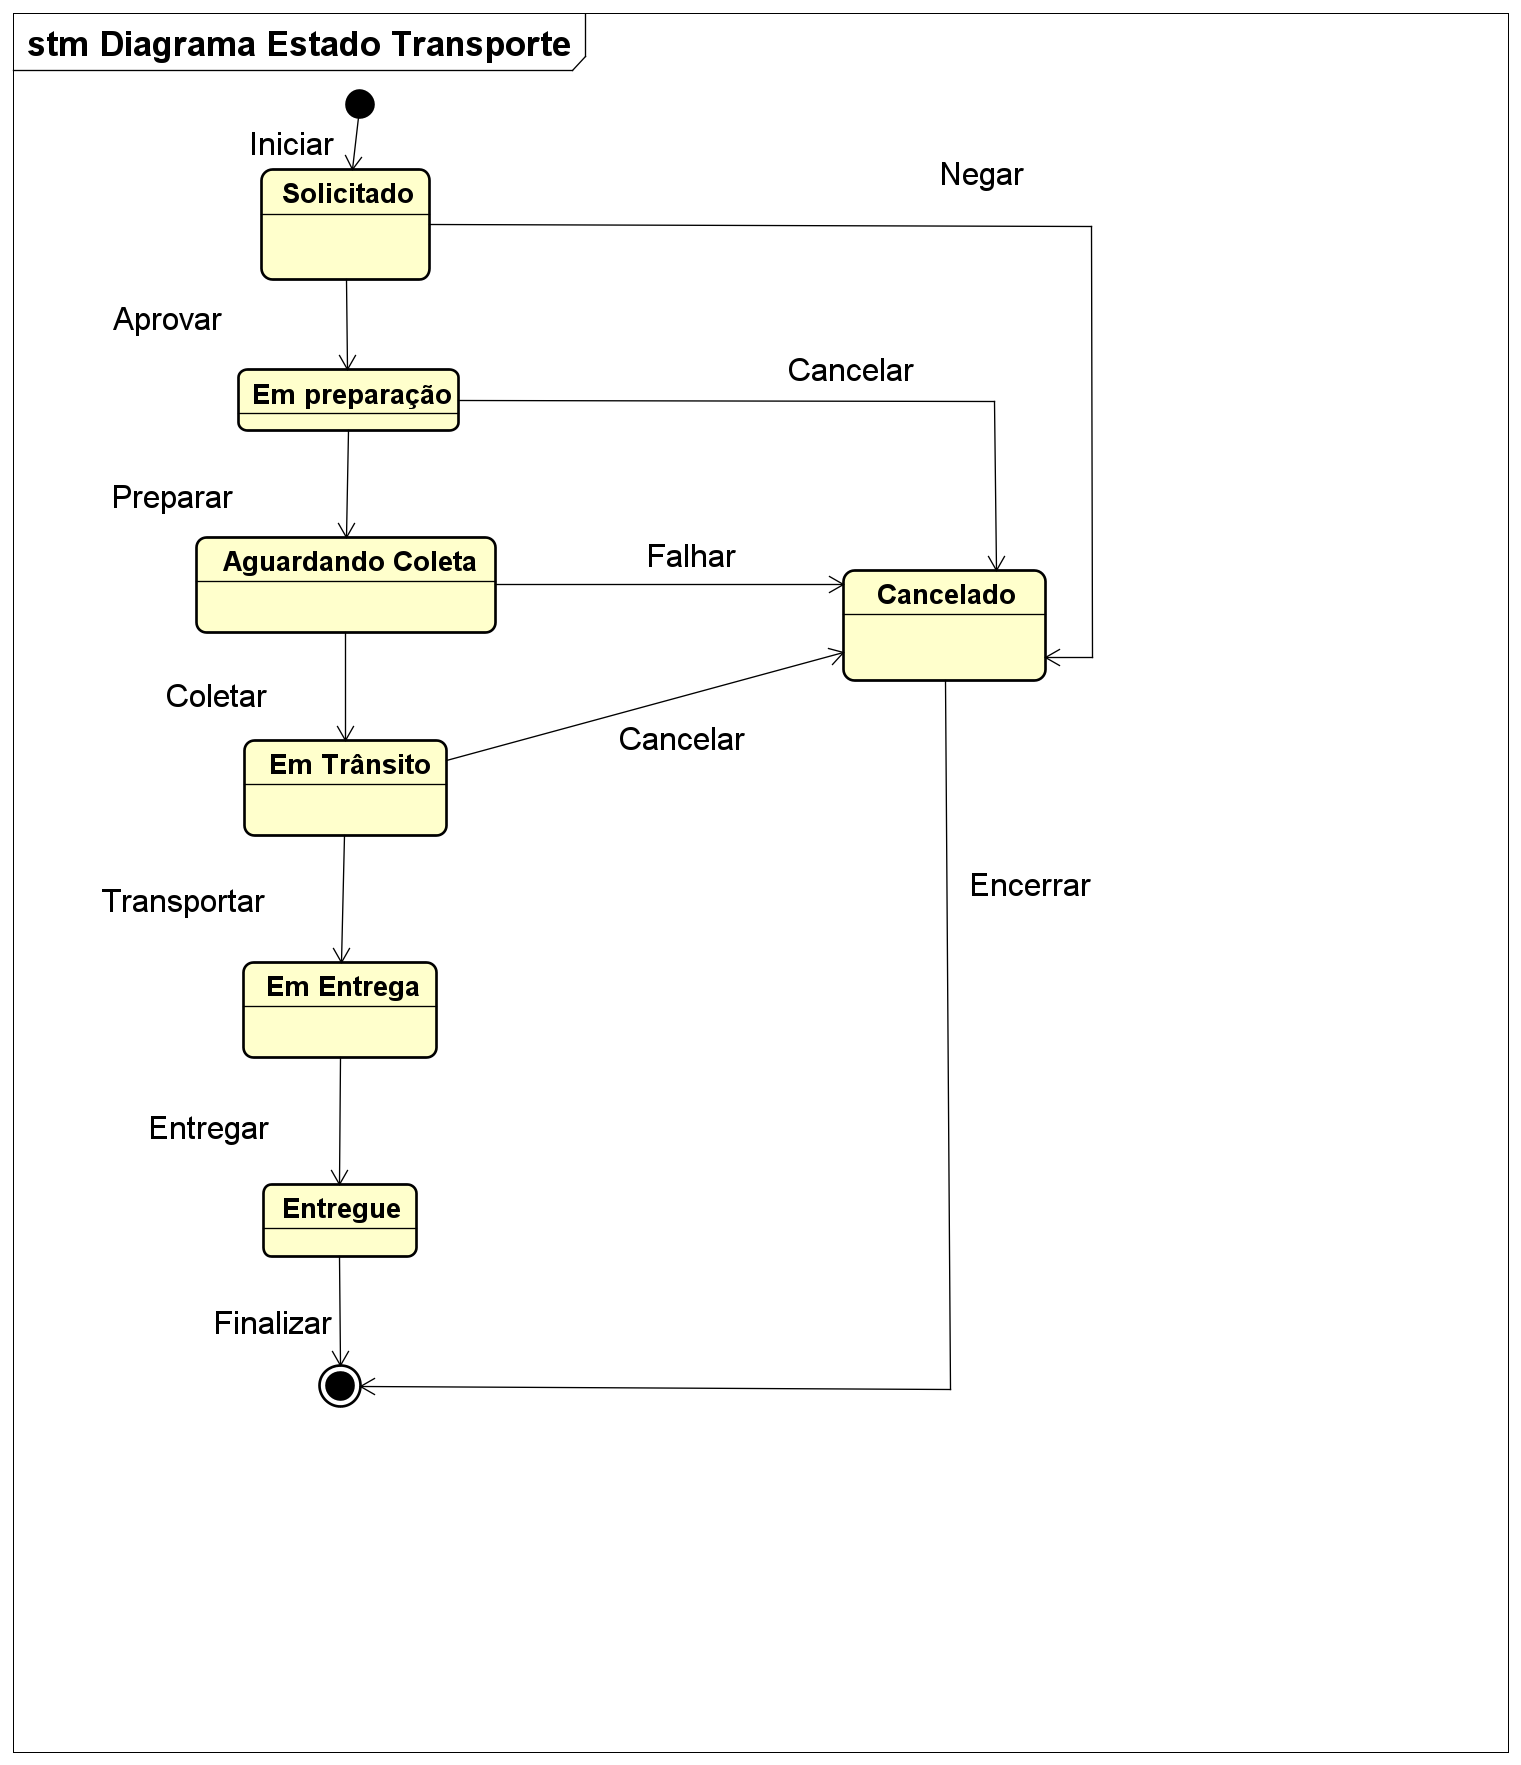 stm Diagrama Estado Transporte
Iniciar
Negar
Solicitado
Aprovar
Cancelar
Em preparação
Preparar
Falhar
Aguardando Coleta
Cancelado
Coletar
Cancelar
Em Trânsito
Encerrar
Transportar
Em Entrega
Entregar
Entregue
Finalizar